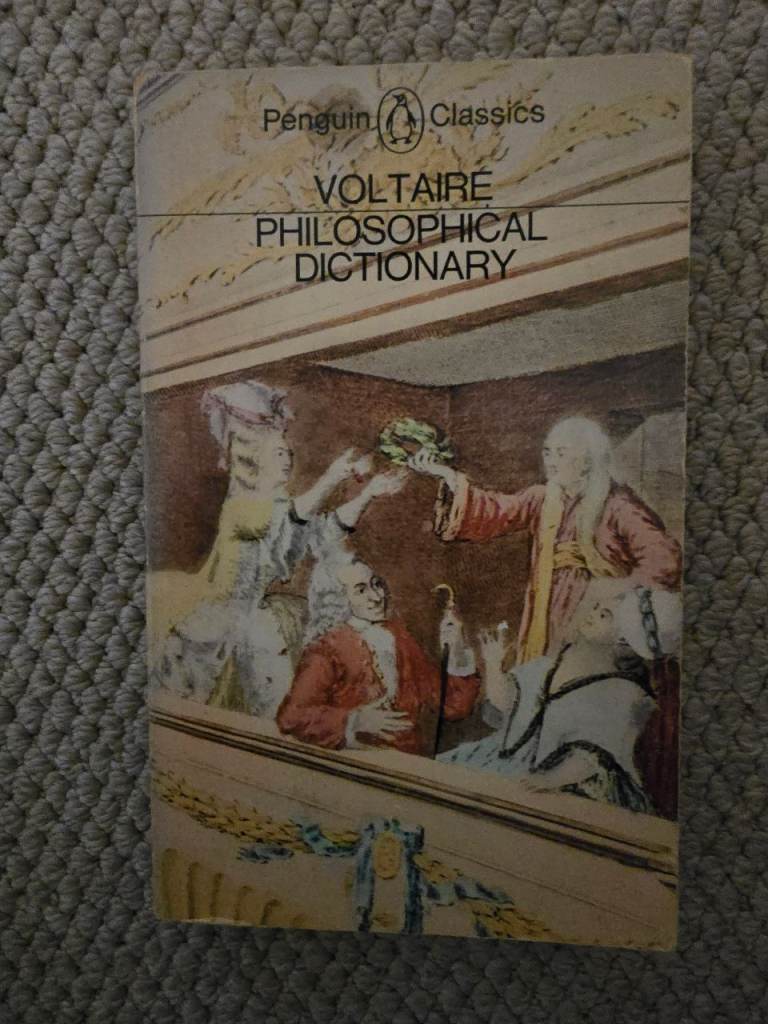 Penguin Classics
VOLTAIRE
PHILOSOPHICAL
DICTIONARY